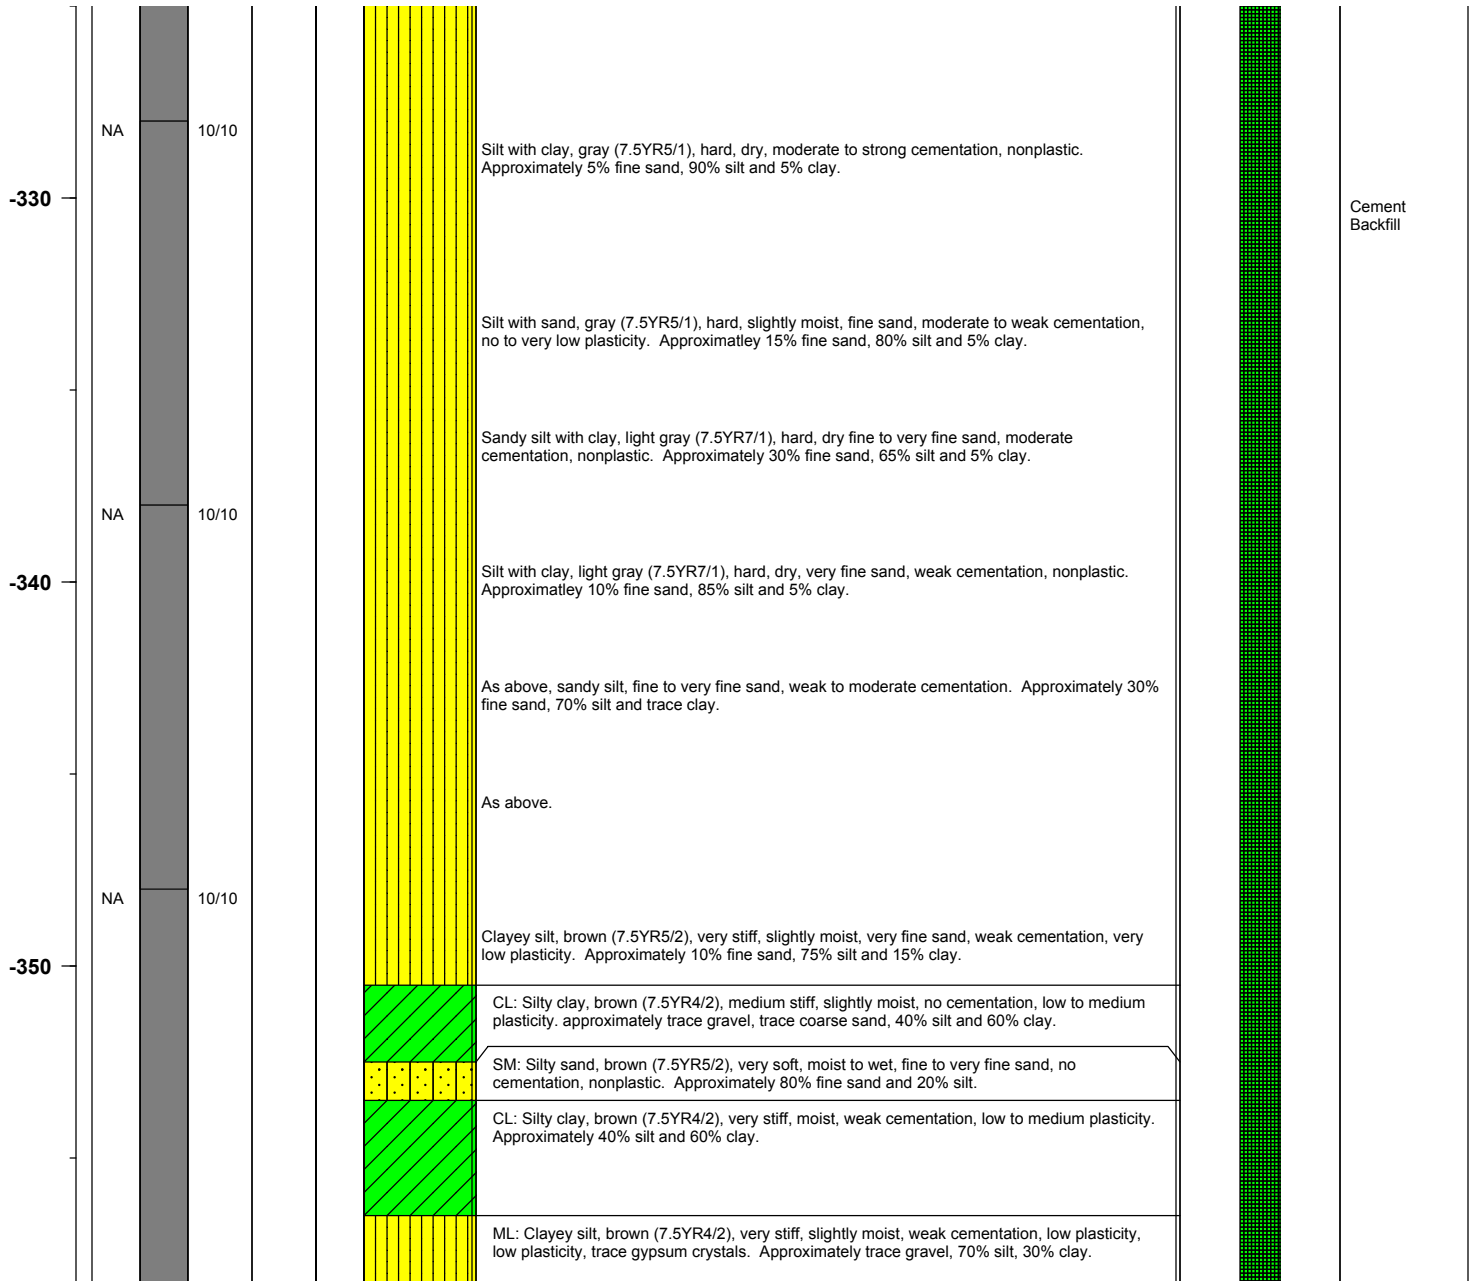 NA 10/10
Silt with clay, gray (7.5YR5/1), hard, dry, moderate to strong cementation, nonplastic.
Approximately 5% fine sand, 90% silt and 5% clay.
-330
Cement
Backfill
Silt with sand, gray (7.5YR5/1), hard, slightly moist, fine sand, moderate to weak cementation,
no to very low plasticity.  Approximatley 15% fine sand, 80% silt and 5% clay.
Sandy silt with clay, light gray (7.5YR7/1), hard, dry fine to very fine sand, moderate
cementation, nonplastic.  Approximately 30% fine sand, 65% silt and 5% clay.
NA 10/10
-340
Silt with clay, light gray (7.5YR7/1), hard, dry, very fine sand, weak cementation, nonplastic.
Approximatley 10% fine sand, 85% silt and 5% clay.
As above, sandy silt, fine to very fine sand, weak to moderate cementation.  Approximately 30%
fine sand, 70% silt and trace clay.
As above.
NA 10/10
Clayey silt, brown (7.5YR5/2), very stiff, slightly moist, very fine sand, weak cementation, very
low plasticity.  Approximately 10% fine sand, 75% silt and 15% clay.
-350
CL: Silty clay, brown (7.5YR4/2), medium stiff, slightly moist, no cementation, low to medium
plasticity. approximately trace gravel, trace coarse sand, 40% silt and 60% clay.
SM: Silty sand, brown (7.5YR5/2), very soft, moist to wet, fine to very fine sand, no
cementation, nonplastic.  Approximately 80% fine sand and 20% silt.
CL: Silty clay, brown (7.5YR4/2), very stiff, moist, weak cementation, low to medium plasticity.
Approximately 40% silt and 60% clay.
ML: Clayey silt, brown (7.5YR4/2), very stiff, slightly moist, weak cementation, low plasticity,
low plasticity, trace gypsum crystals.  Approximately trace gravel, 70% silt, 30% clay.